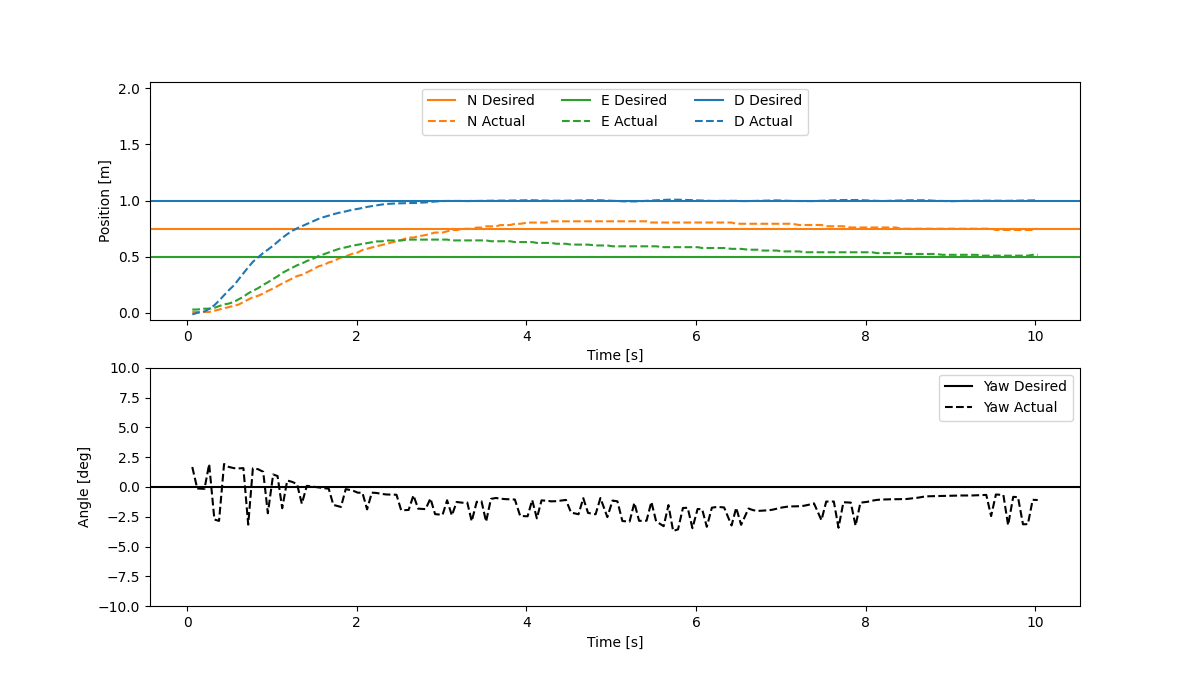 2.0
1.5
1.0
0.5
0.0
Position [m]
N Desired E Desired D Desired
N Actual E Actual D Actual
0 2 4 6 8 10
Time [s]
10.0
7.5
5.0
2.5
0.0
−2.5
−5.0
−7.5
−10.0
Angle [deg]
Yaw Desired
Yaw Actual
0 2 4 6 8 10
Time [s]